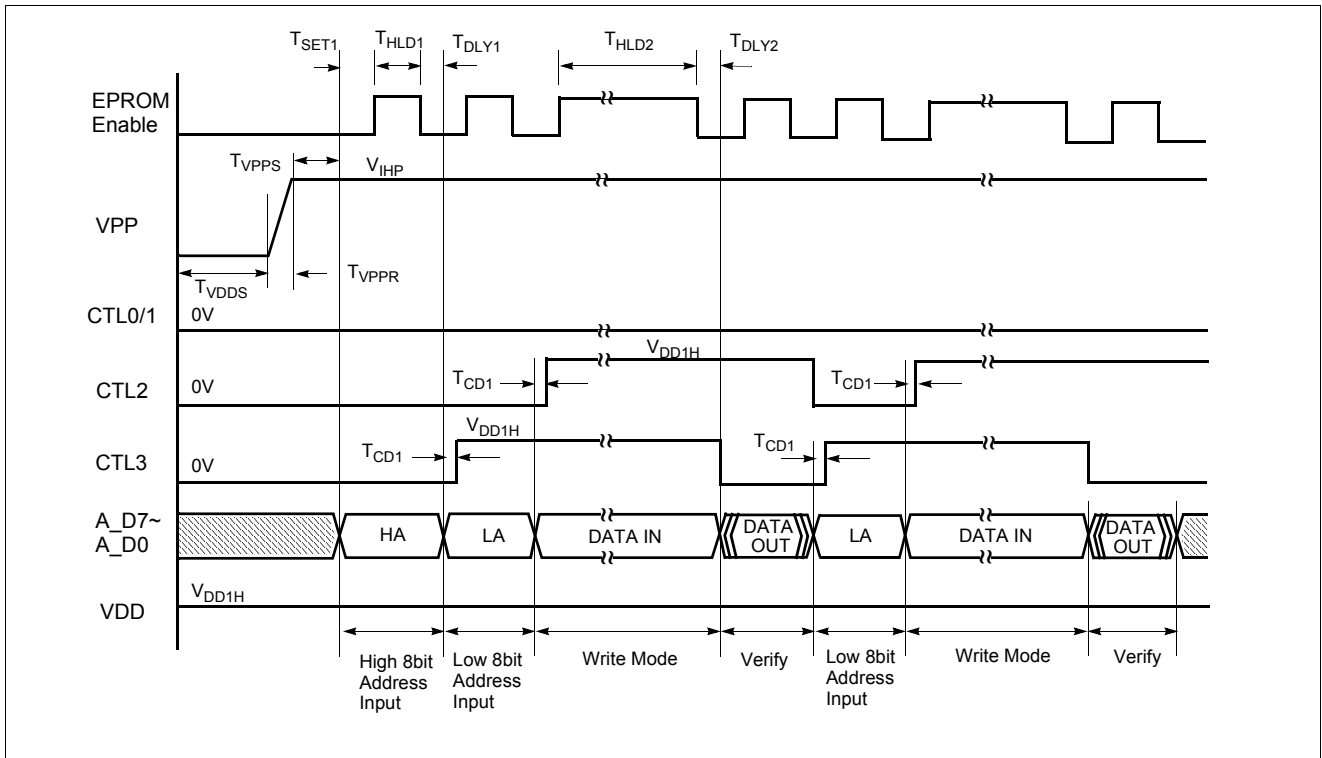 TSET1 THLD1 TDLY1 THLD2 TDLY2
EPROM
Enable
TVPPS VIHP
VPP
TVPPR
TVDDS
CTL0/1 0V
VDD1H
CTL2 0V TCD1 TCD1
VDD1H
CTL3 0V TCD1 TCD1
A_D7~
A_D0
HA LA DATA IN DATA
OUT LA DATA IN DATA
OUT
VDD1H
VDD
High 8bit
Address
Input
Low 8bit
Address
Input
Write Mode
Verify
Low 8bit
Address
Input
Write Mode
Verify